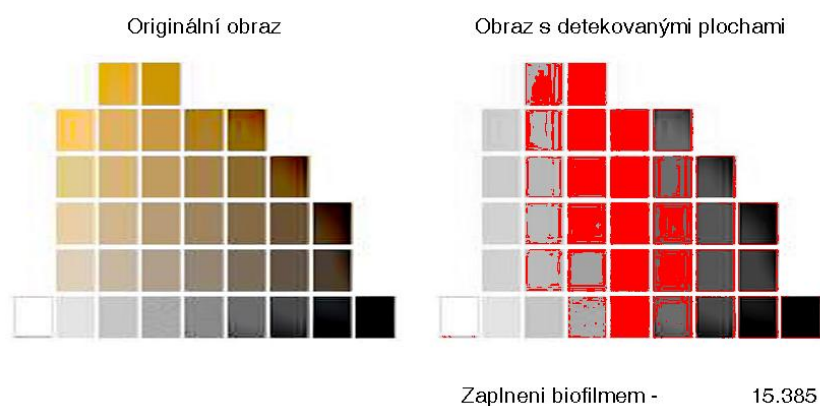 Originální obraz
Obraz s detekovanými plochami
Zaplneni biofilmem - 15.385